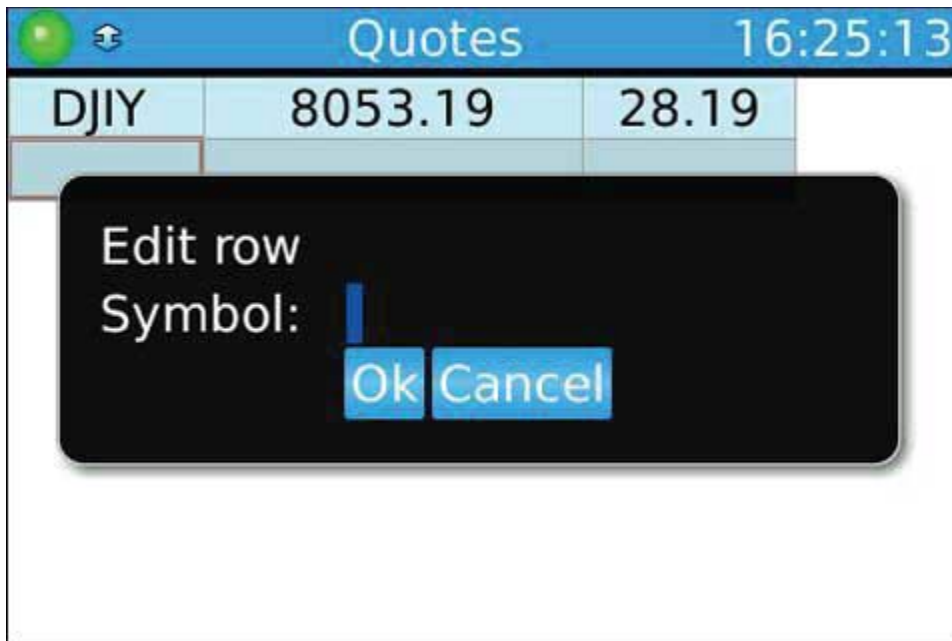 Quotes 16:25:13
DJIY 8053.19 28.19
Edit row
Symbol:
Ok Cancel